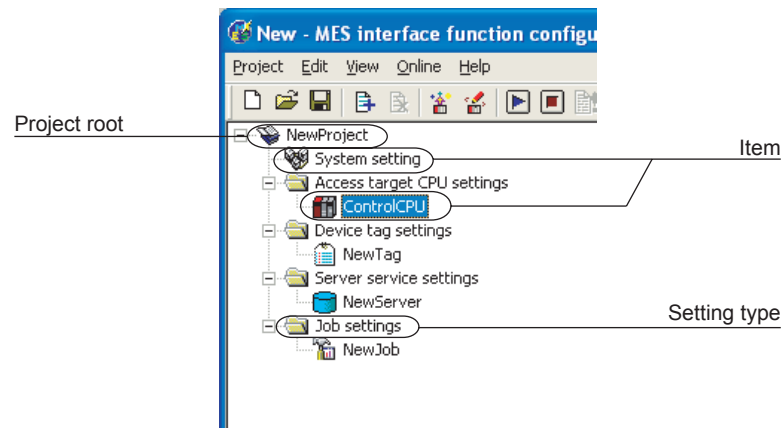 New - MES interface function configu
Project Edit View Online Help
Project root
NewProject
Item
System setting
Access target CPU settings
ControlCPU
Device tag settings
NewTag
Server service settings
NewServer
Setting type
Job settings
NewJob